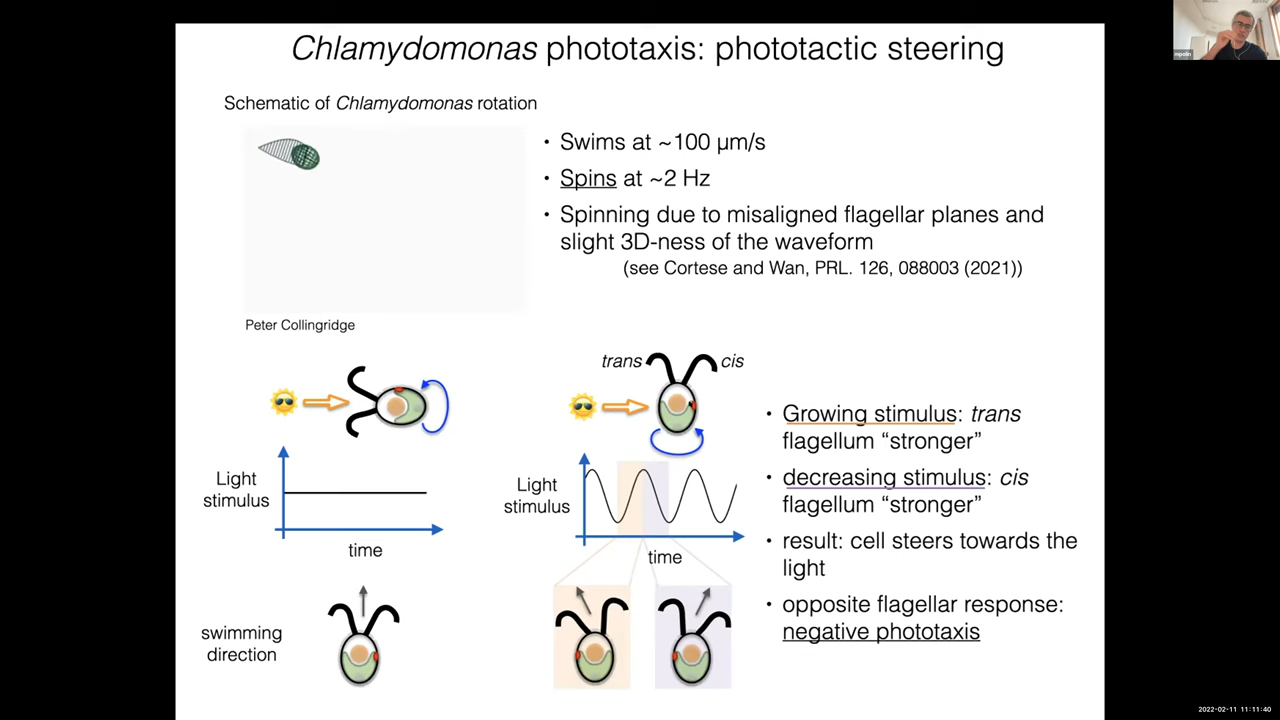 Chlamydomonas phototaxis: phototactic steering
Schematic of Chlamydomonas rotation
• Swims at ~100 µm/s
• Spins at ~2 Hz
• Spinning due to misaligned flagellar planes and
slight 3D-ness of the waveform
(see Cortese and Wan, PRL. 126, 088003 (2021))
Peter Collingridge
trans
cis
Light
stimulus
time
Light
stimulus
time
• Growing stimulus: trans
flagellum “stronger”
• decreasing stimulus: cis
flagellum “stronger”
• result: cell steers towards the
light
• opposite flagellar response:
negative phototaxis
swimming
direction
mpolin
2022-02-11 11:11:40